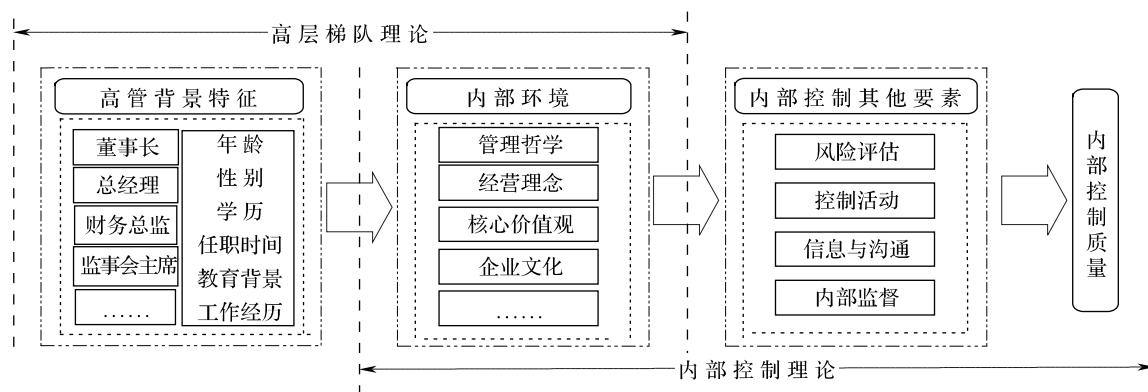 高层梯队理论
高管背景特征
董事长
总经理
财务总监
监事会主席
......
年龄
性别
学历
任职时间
教育背景
工作经历
内部环境
管理哲学
经营理念
核心价值观
企业文化
......
内部控制其他要素
风险评估
控制活动
信息与沟通
内部监督
内部控制质量
内部控制理论